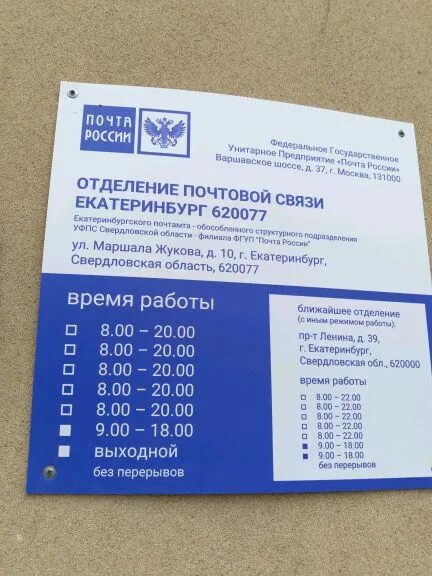 ПОЧТА
РОССИИ
Федеральное Государственное
Унитарное Предприятие «Почта России»
Варшавское шоссе, д. 37, г. Москва, 131000
ОТДЕЛЕНИЕ ПОЧТОВОЙ СВЯЗИ
ЕКАТЕРИНБУРГ 620077
Екатеринбургского почтамта - обособленного структурного подразделения
УФПС Свердловской области - филиала ФГУП "Почта России"
ул. Маршала Жукова, д. 10, г. Екатеринбург,
Свердловская область, 620077
время работы
8.00 – 20.00
8.00 – 20.00
8.00 – 20.00
8.00 – 20.00
8.00 – 20.00
9.00 – 18.00
выходной
без перерывов
ближайшее отделение
(с иным режимом работы):
пр-т Ленина, д. 39,
г. Екатеринбург,
Свердловская обл., 620000
время работы
8.00 – 22.00
8.00 – 22.00
8.00 – 22.00
8.00 – 22.00
8.00 – 22.00
9.00 – 18.00
9.00 – 18.00
без перерывов